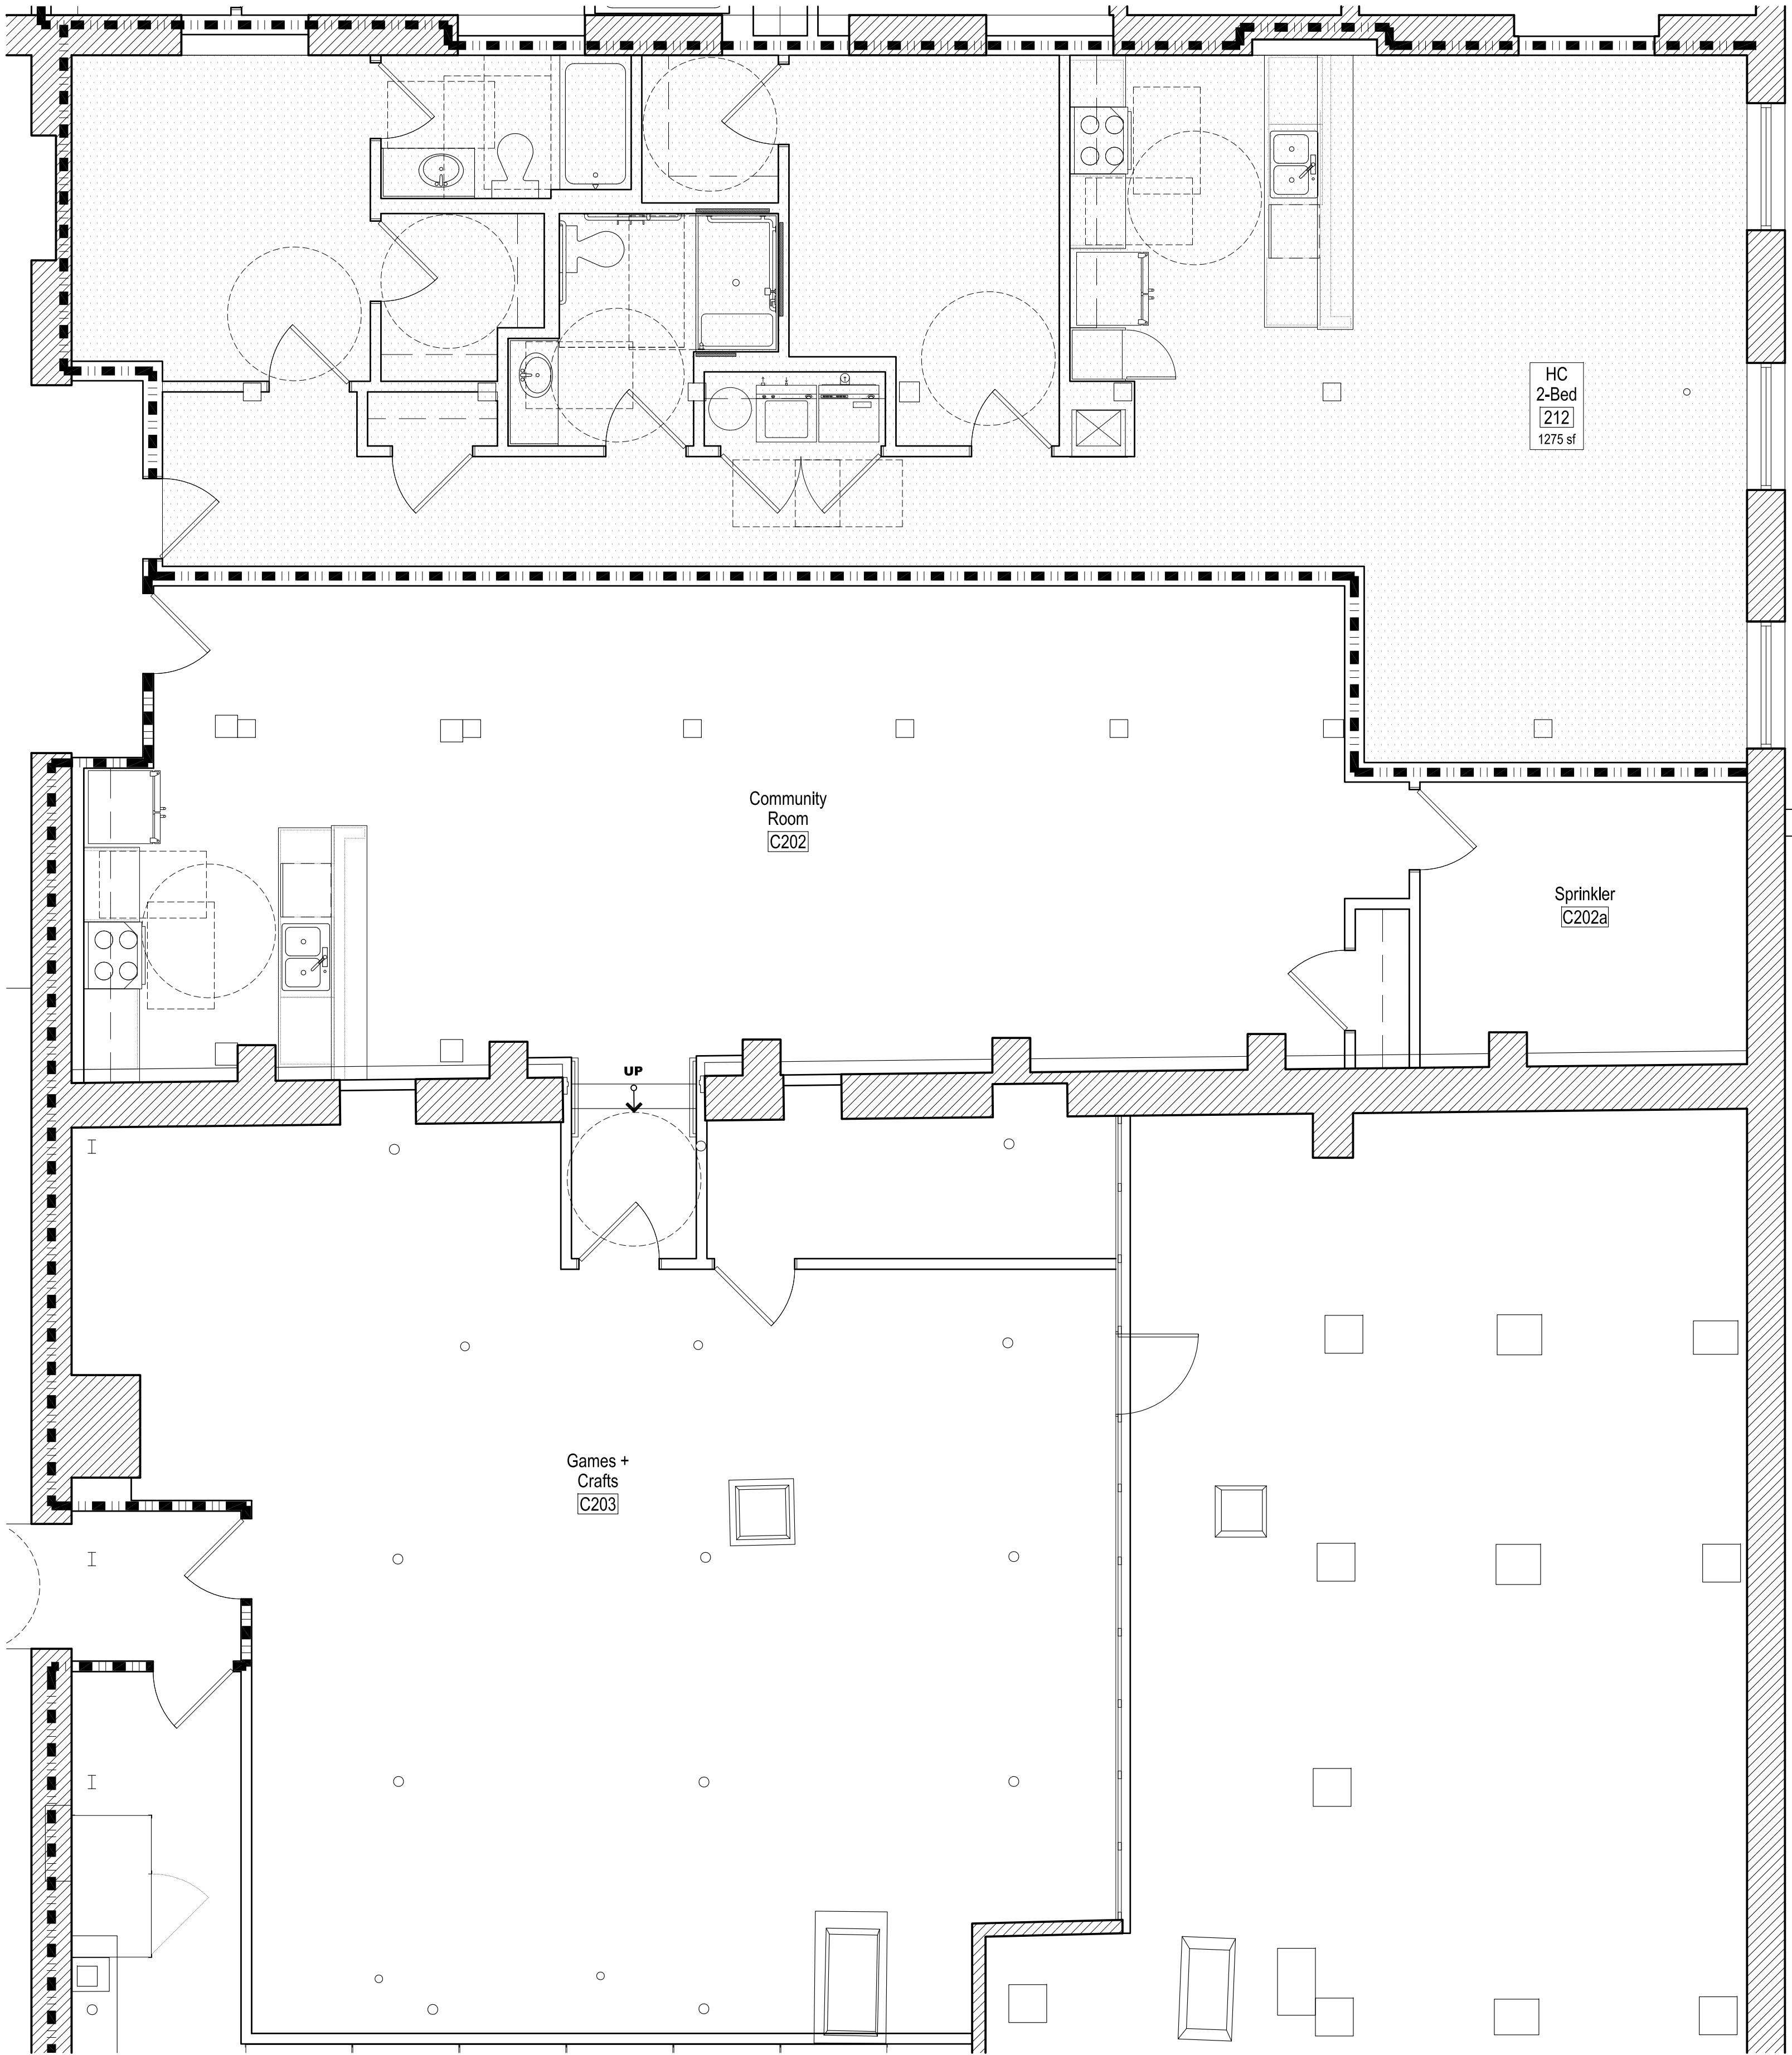 HC
2-Bed
212
1275 sf
Community
Room
C202
Sprinkler
C202a
UP
Games +
Crafts
C203